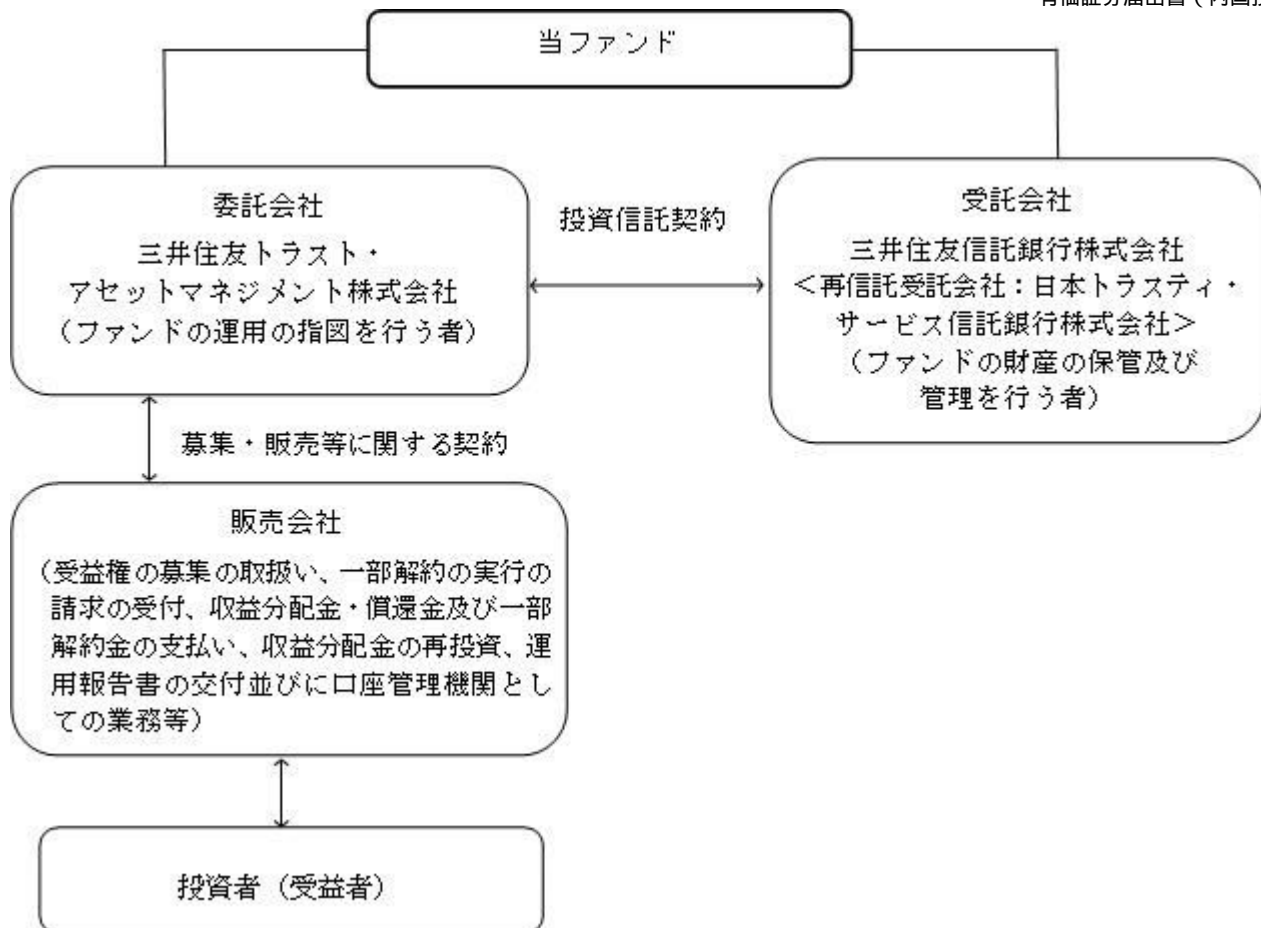 当ファンド
委託会社
三井住友トラスト・
アセットマネジメント株式会社
（ファンドの運用の指図を行う者）
投資信託契約
受託会社
三井住友信託銀行株式会社
＜再信託受託会社：日本トラスティ・
サービス信託銀行株式会社＞
（ファンドの財産の保管及び
管理を行う者）
募集・販売等に関する契約
販売会社
（受益権の募集の取扱い、一部解約の実行の
請求の受付、収益分配金・償還金及び一部
解約金の支払い、収益分配金の再投資、運
用報告書の交付並びに口座管理機関とし
ての業務等）
投資者（受益者）